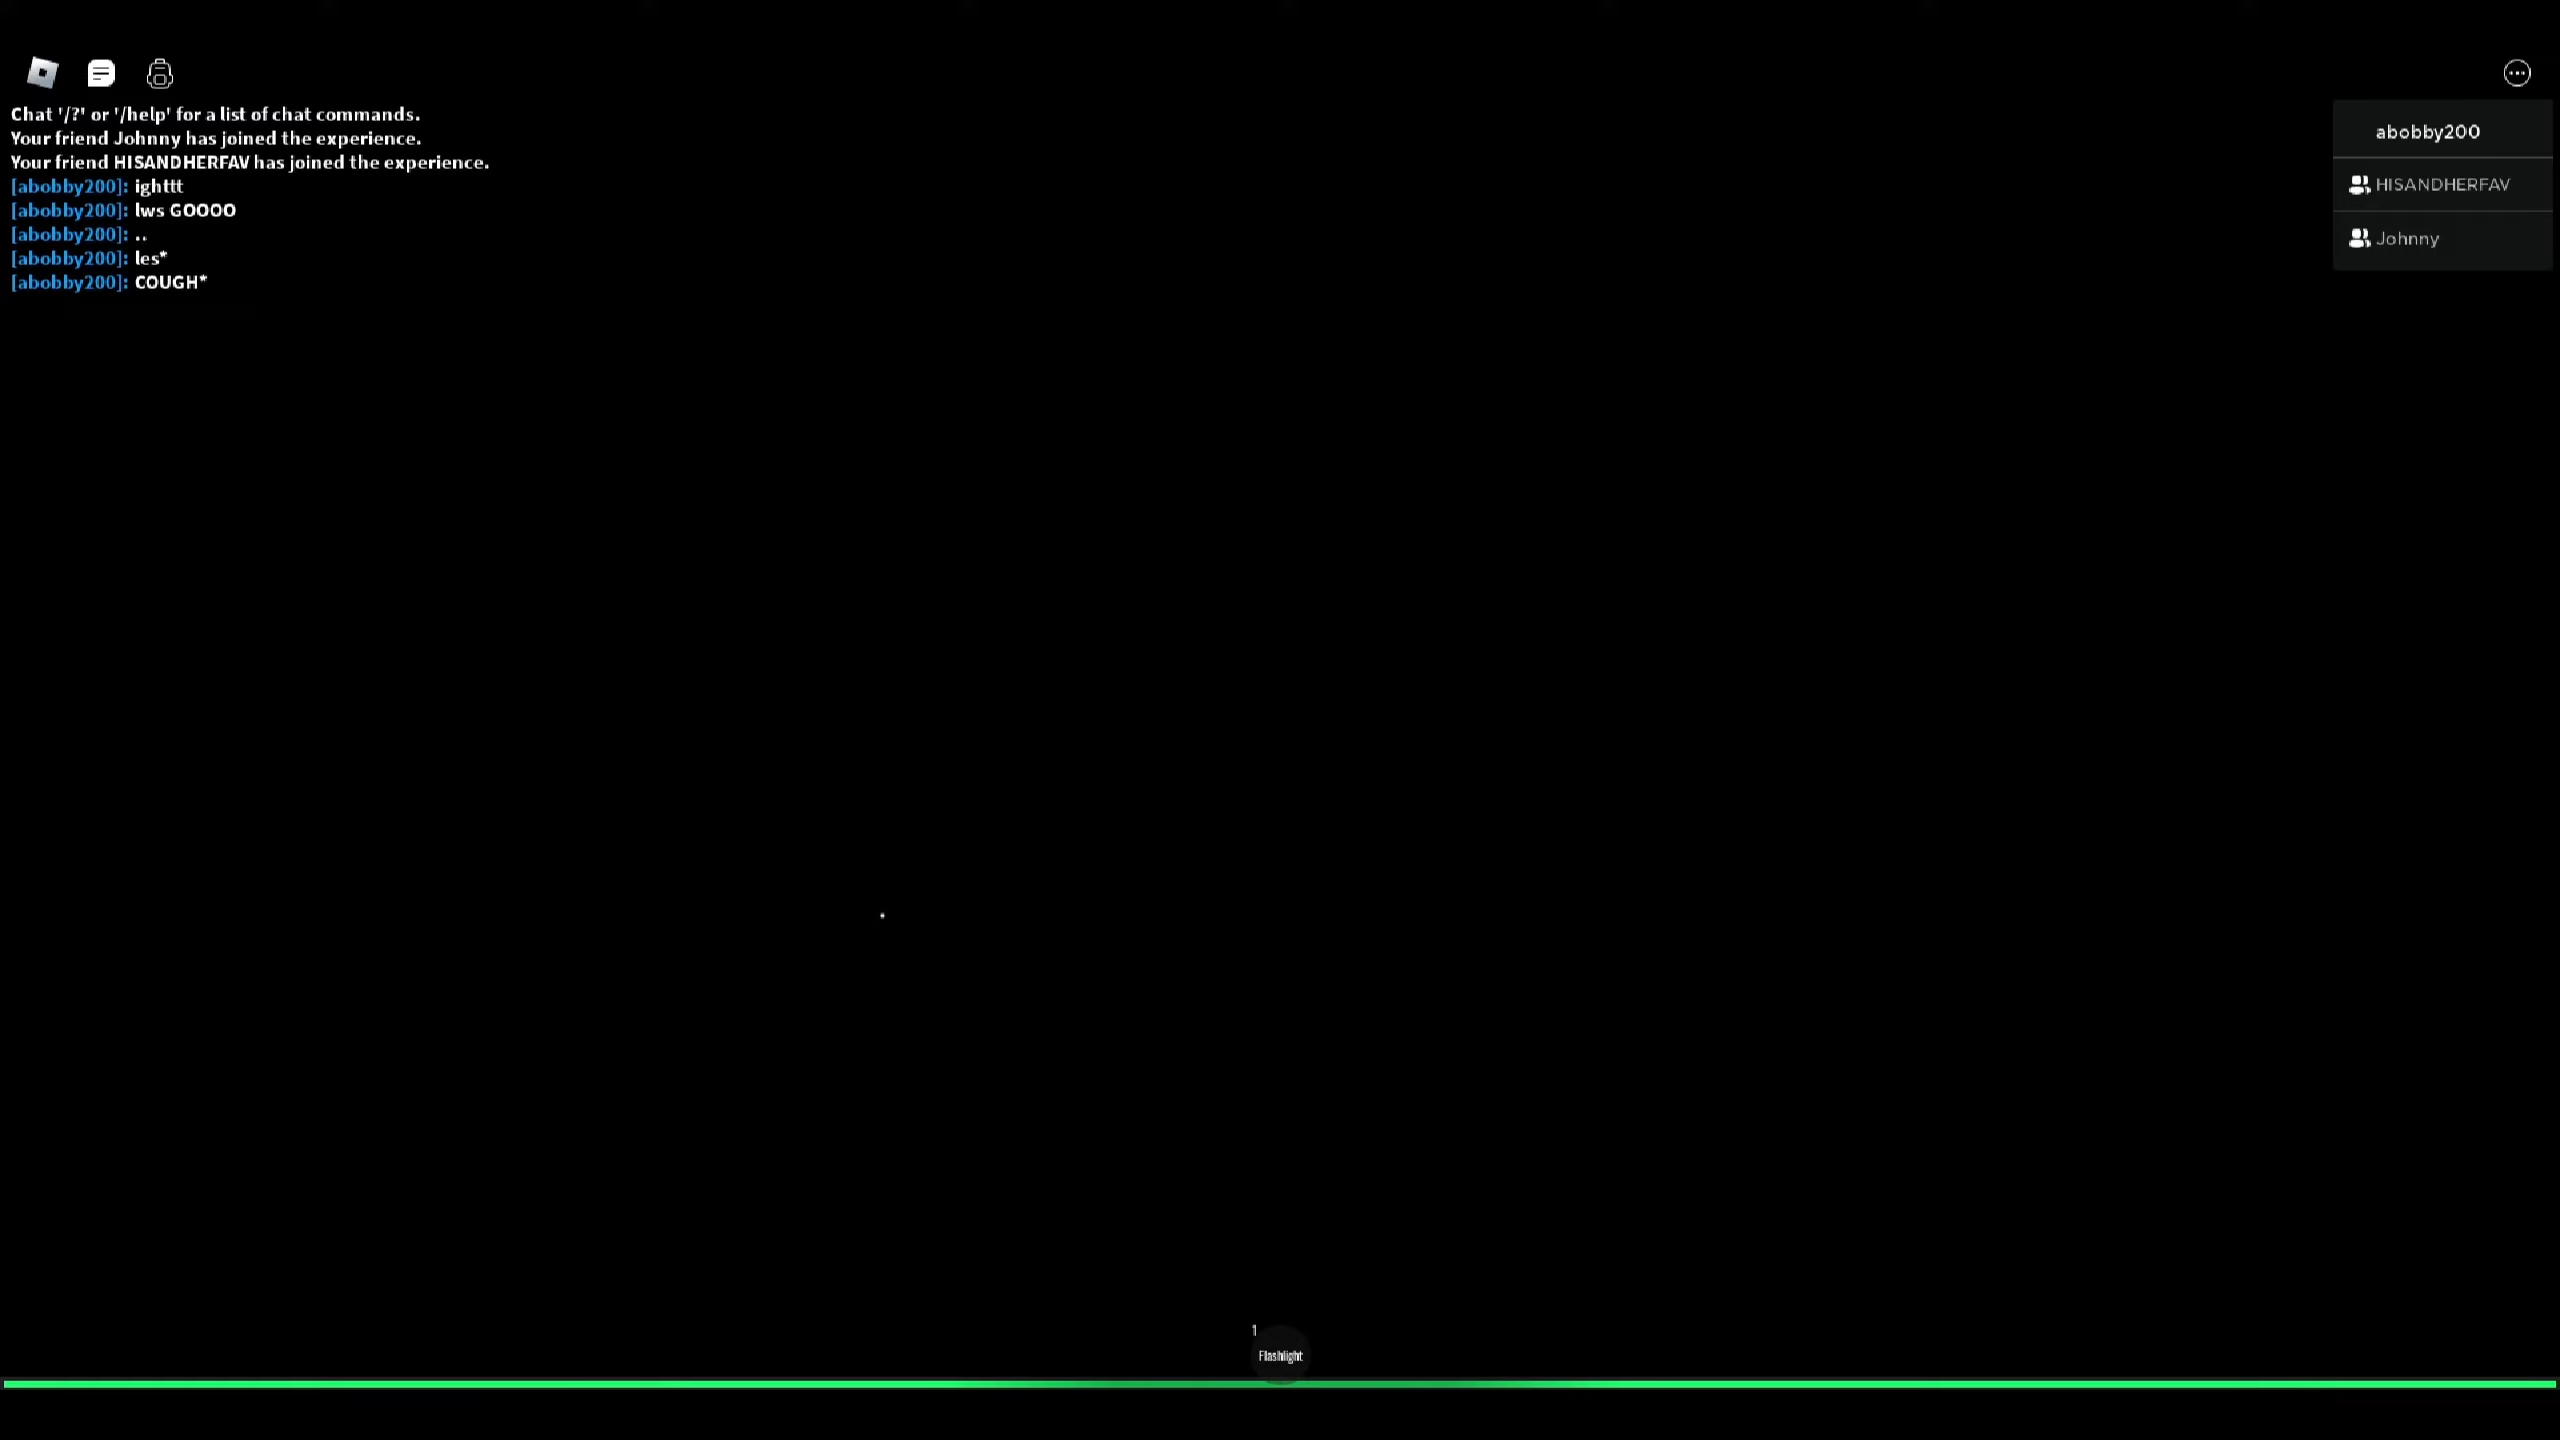 Chat '/?' or '/help' for a list of chat commands.
Your friend Johnny has joined the experience.
Your friend HISANDHERFAV has joined the experience.
[abobby200]: ighttt
[abobby200]: lws GOOOO
[abobby200]: ..
[abobby200]: les*
[abobby200]: COUGH*
abobby200
HISANDHERFAV
Johnny
1
Flashlight